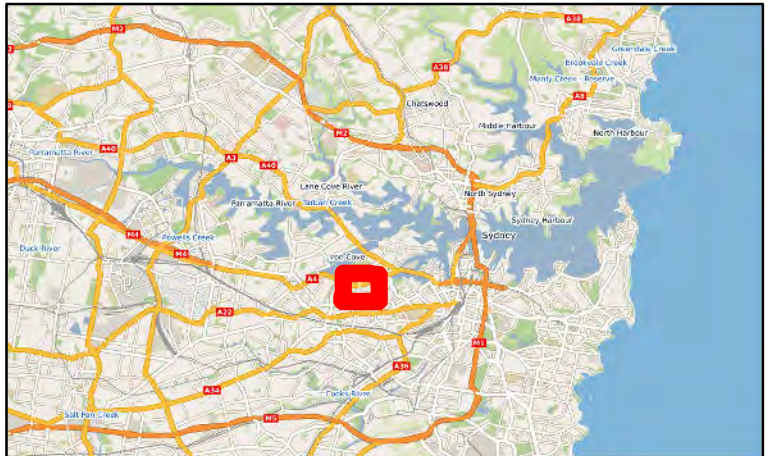 A38
M2
Greendale Creek
Brookvale Creek
A38
Manly Creek - Reserve
A8
Chatswood
Middle Harbour
North Harbour
M2
A40
Parramatta River
A3
A40
Lane Cove River
North Sydney
Tarban Creek
Parramatta River
Sydney Harbour
M4
Powells Creek
Sydney
Duck River
M4
Iron Cove
A4
A22
M1
A36
A34
Cooks River
Salt Pan Creek
M5